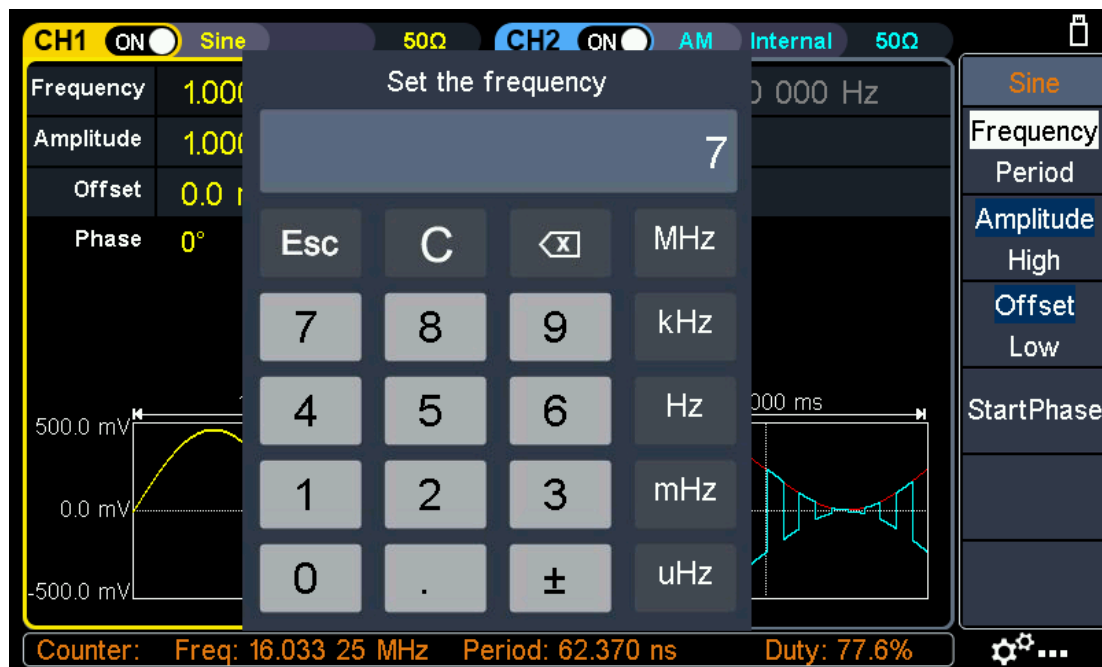 CH1 ON Sine 50Ω CH2 ON AM Internal 50Ω
Set the frequency
7
Esc C MHz
7 8 9 kHz
4 5 6 Hz
1 2 3 mHz
0 . ± uHz
Frequency 1.000 0 000 Hz
Amplitude 1.000
Offset 0.0
Phase 0°
500.0 mV 000 ms
0.0 mV
-500.0 mV
Sine
Frequency
Period
Amplitude
High
Offset
Low
StartPhase
Counter: Freq: 16.033 25 MHz Period: 62.370 ns Duty: 77.6%